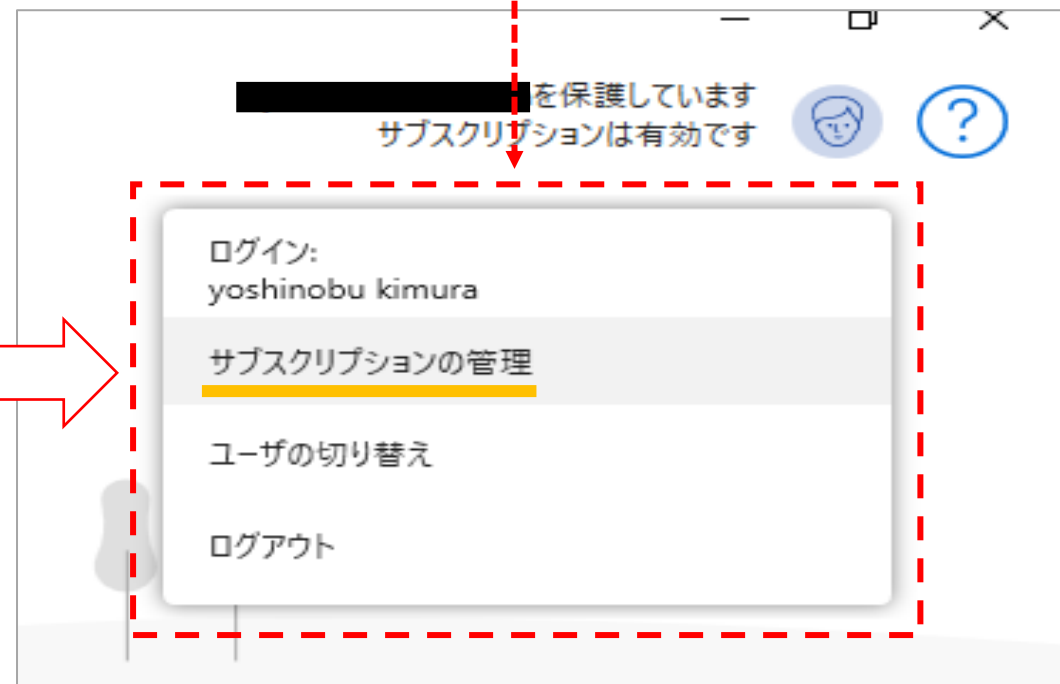 を保護しています
サブスクリプションは有効です
?
ログイン:
yoshinobu kimura
サブスクリプションの管理
ユーザの切り替え
ログアウト